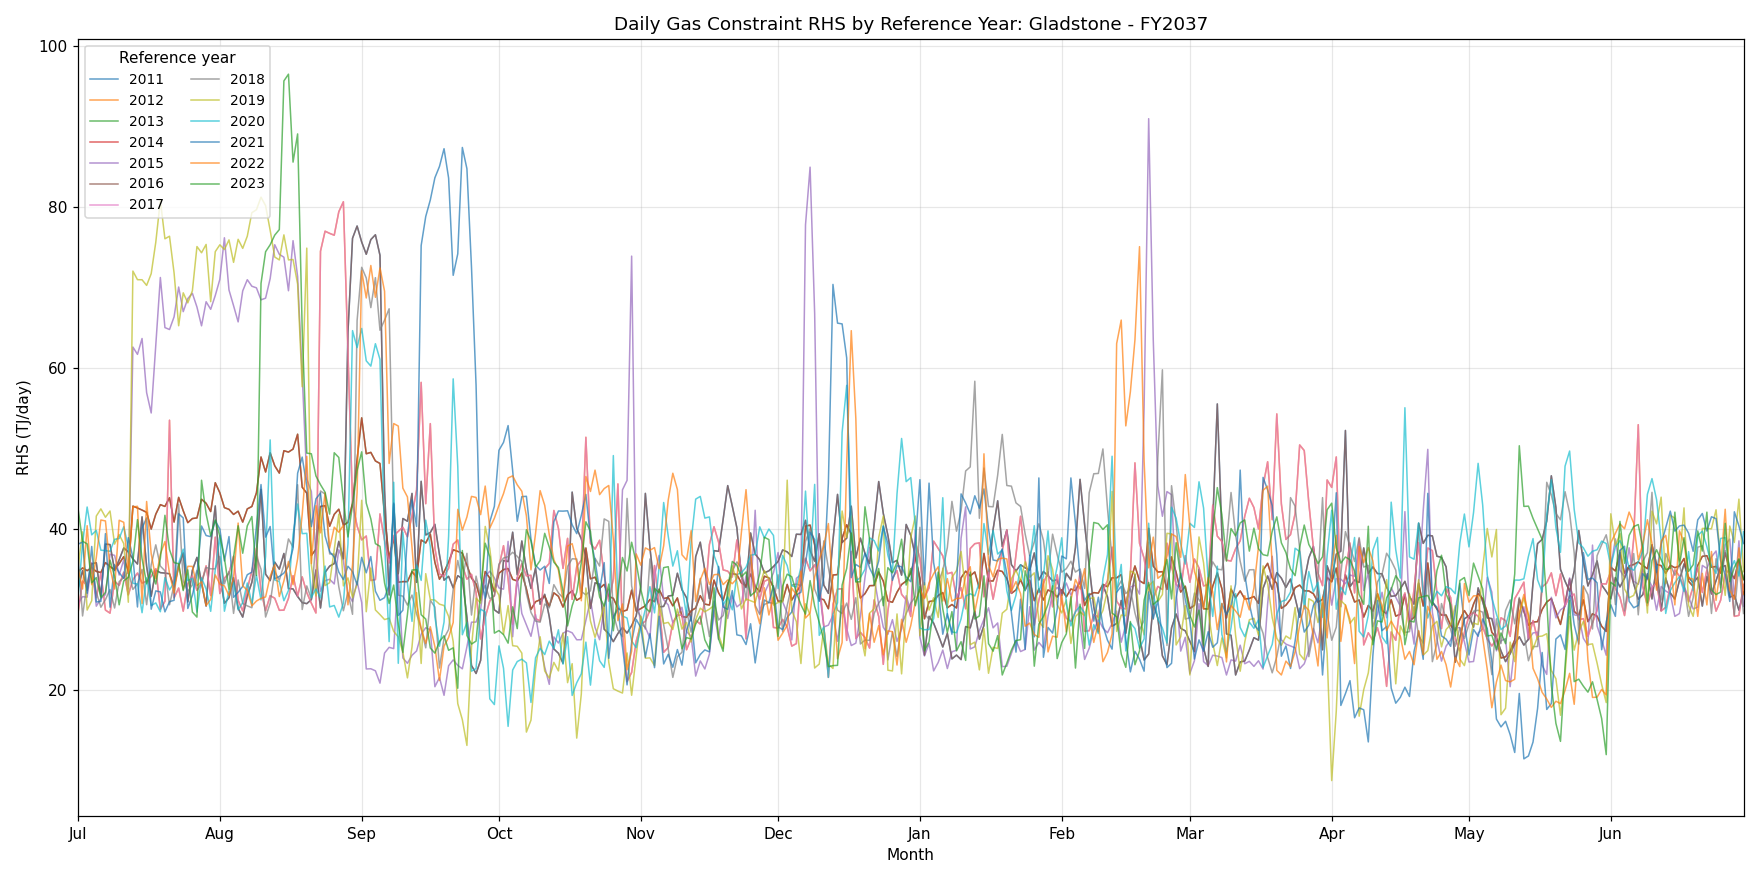 Daily Gas Constraint RHS by Reference Year: Gladstone - FY2037
Reference year
2011
2012
2013
2014
2015
2016
2017
2018
2019
2020
2021
2022
2023
RHS (TJ/day)
100
80
60
40
20
Jul
Aug
Sep
Oct
Nov
Dec
Jan
Feb
Mar
Apr
May
Jun
Month